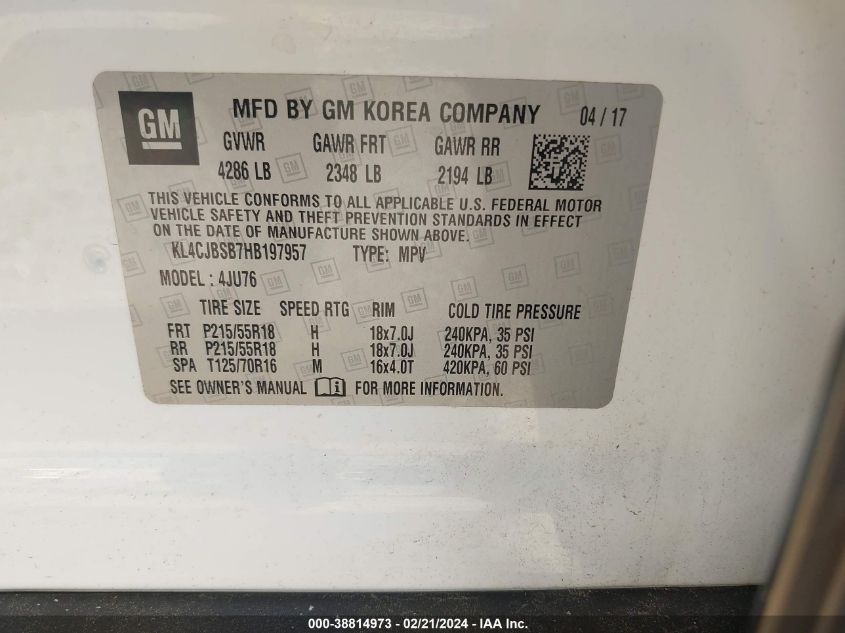 GM
MFD BY GM KOREA COMPANY 04 / 17
GVWR GAWR FRT GAWR RR
4286 LB 2348 LB 2194 LB
THIS VEHICLE CONFORMS TO ALL APPLICABLE U.S. FEDERAL MOTOR
VEHICLE SAFETY AND THEFT PREVENTION STANDARDS IN EFFECT
ON THE DATE OF MANUFACTURE SHOWN ABOVE.
KL4CJBSB7HB197957 TYPE: MPV
MODEL : 4JU76
TIRE SIZE SPEED RTG RIM COLD TIRE PRESSURE
FRT P215/55R18 H 18x7.0J 240KPA, 35 PSI
RR P215/55R18 H 18x7.0J 240KPA, 35 PSI
SPA T125/70R16 M 16x4.0T 420KPA, 60 PSI
SEE OWNER'S MANUAL FOR MORE INFORMATION.
000-38814973 - 02/21/2024 - IAA Inc.